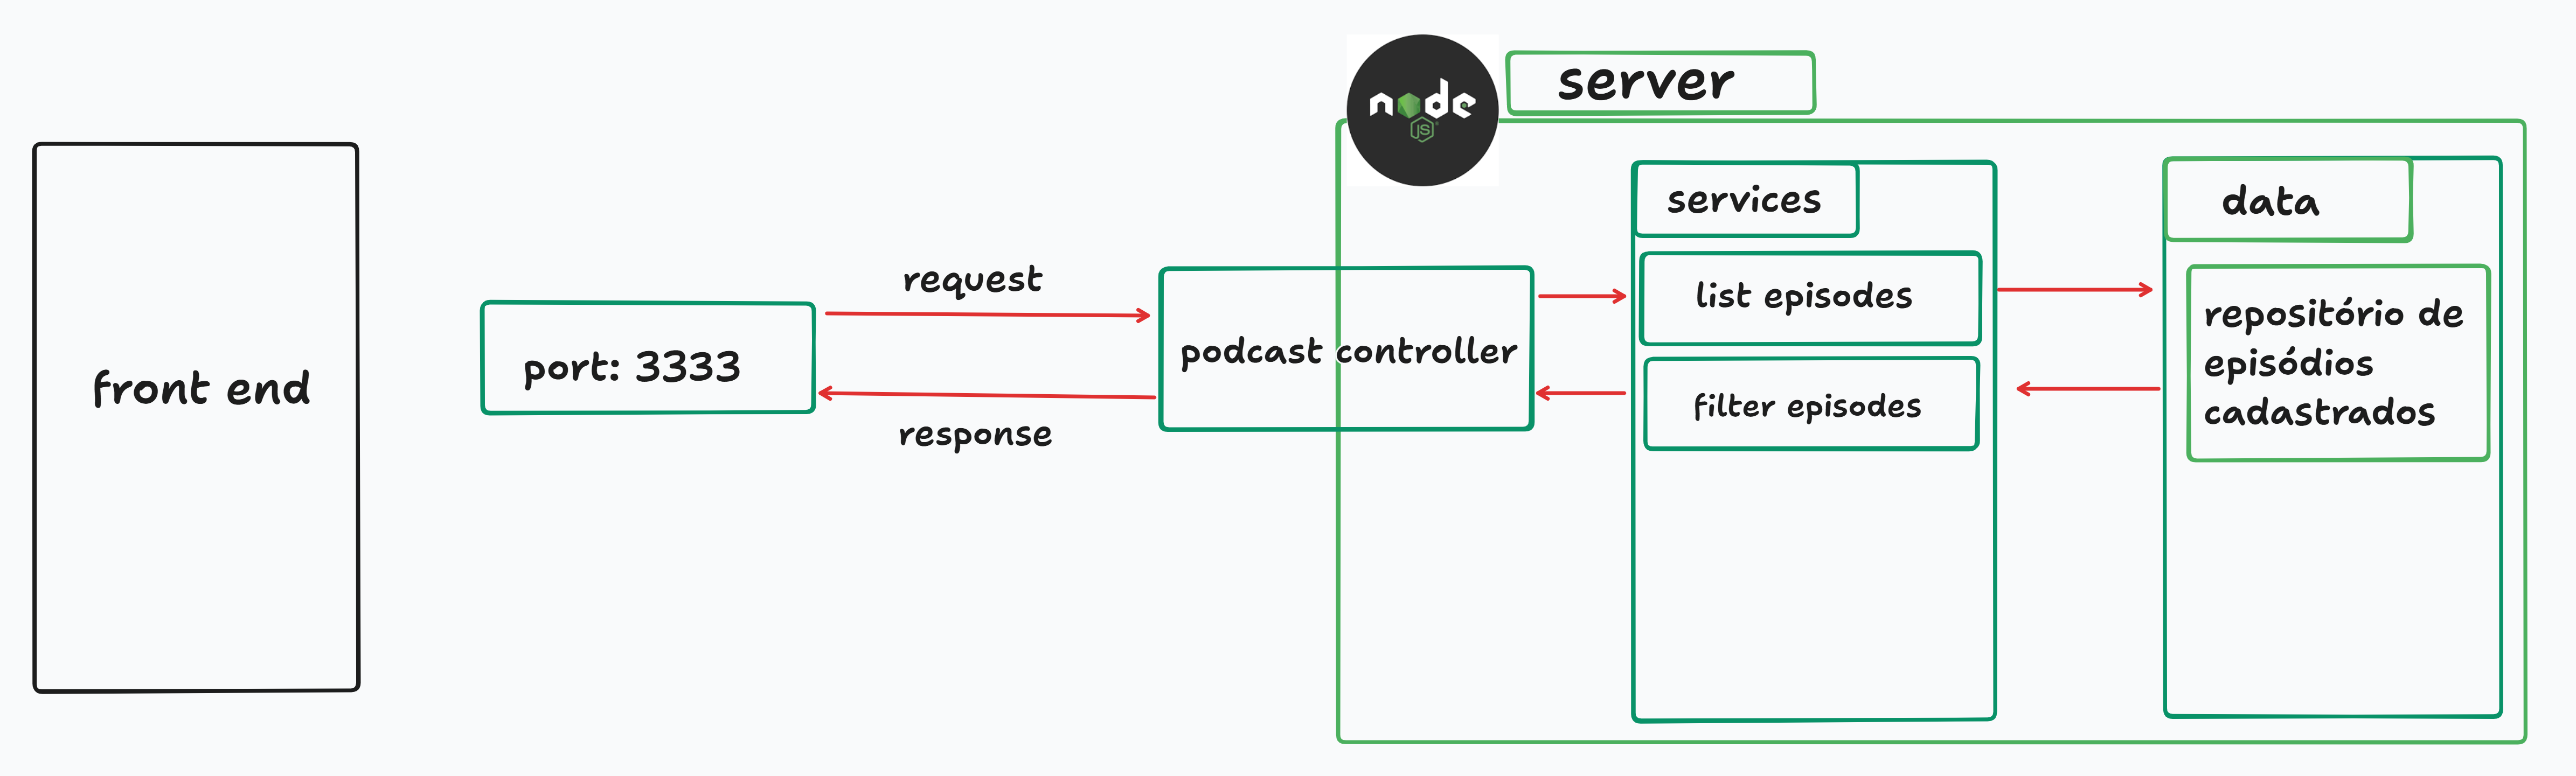 node
JS
server
front end
port: 3333
request
response
podcast controller
services
list episodes
filter episodes
data
repositório de
episódios
cadastrados